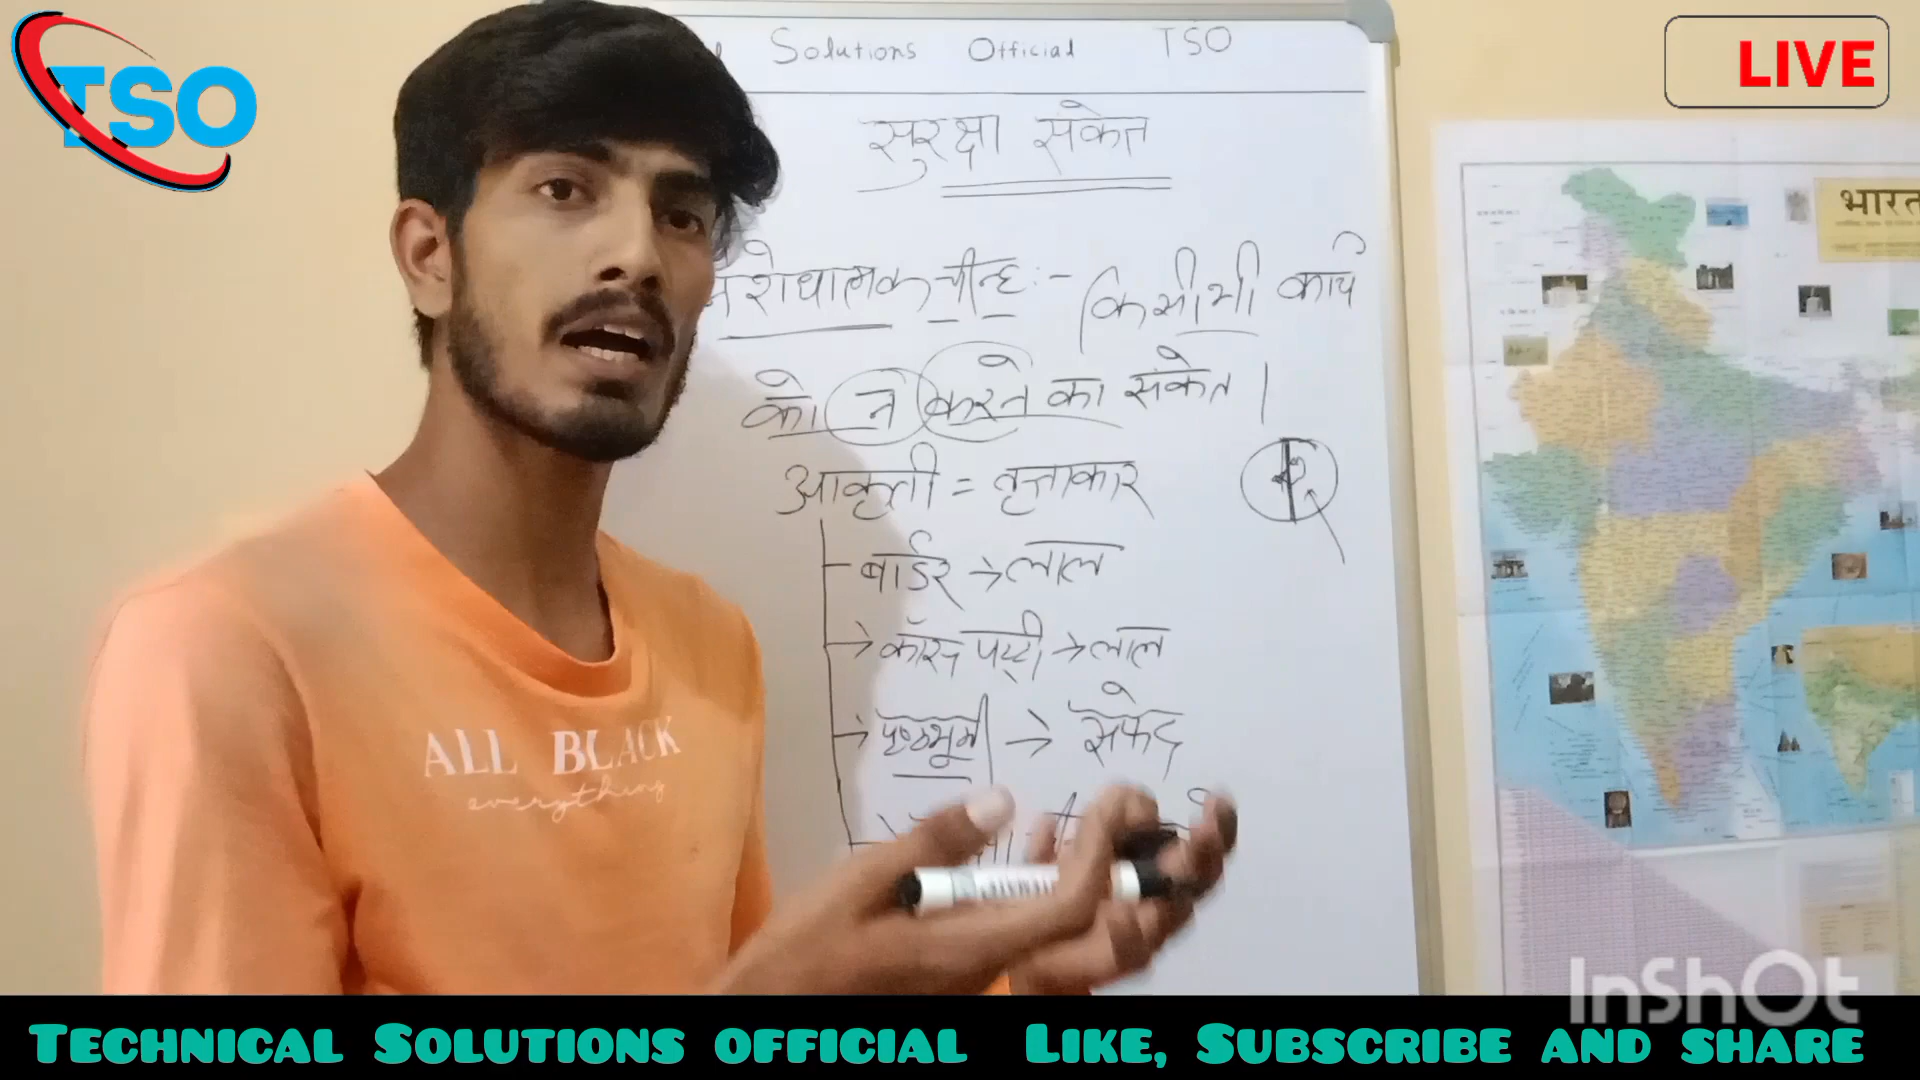 TSO
LIVE
Solutions Official TSO
सुरक्षा संकेत
भारत
चीन्ह :- किसी भी कार्य
को न करने का संकेत |
आकृती = वृत्ताकार
बार्डर → लाल
→ क्रॉस पट्टी → लाल
→ पृष्ठभूमी → सफेद
ALL BLACK
everything
InShOt
TECHNICAL SOLUTIONS OFFICIAL LIKE, SUBSCRIBE AND SHARE